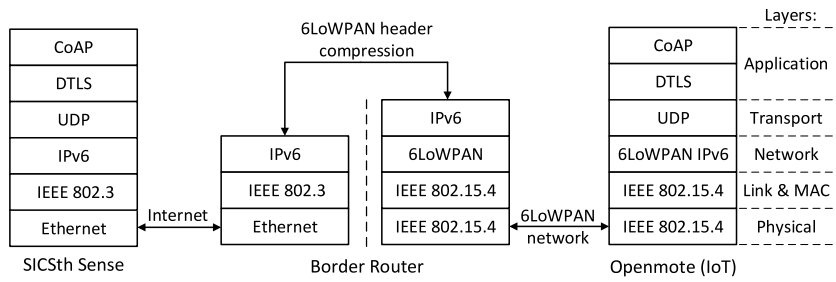 Layers:
6LoWPAN header
compression
CoAP
DTLS
UDP
IPv6
IEEE 802.3
Ethernet
SICSth Sense
Internet
IPv6
IEEE 802.3
Ethernet
IPv6
6LoWPAN
IEEE 802.15.4
IEEE 802.15.4
Border Router
6LoWPAN
network
CoAP
DTLS
UDP
6LoWPAN IPv6
IEEE 802.15.4
IEEE 802.15.4
Openmote (IoT)
Application
Transport
Network
Link & MAC
Physical